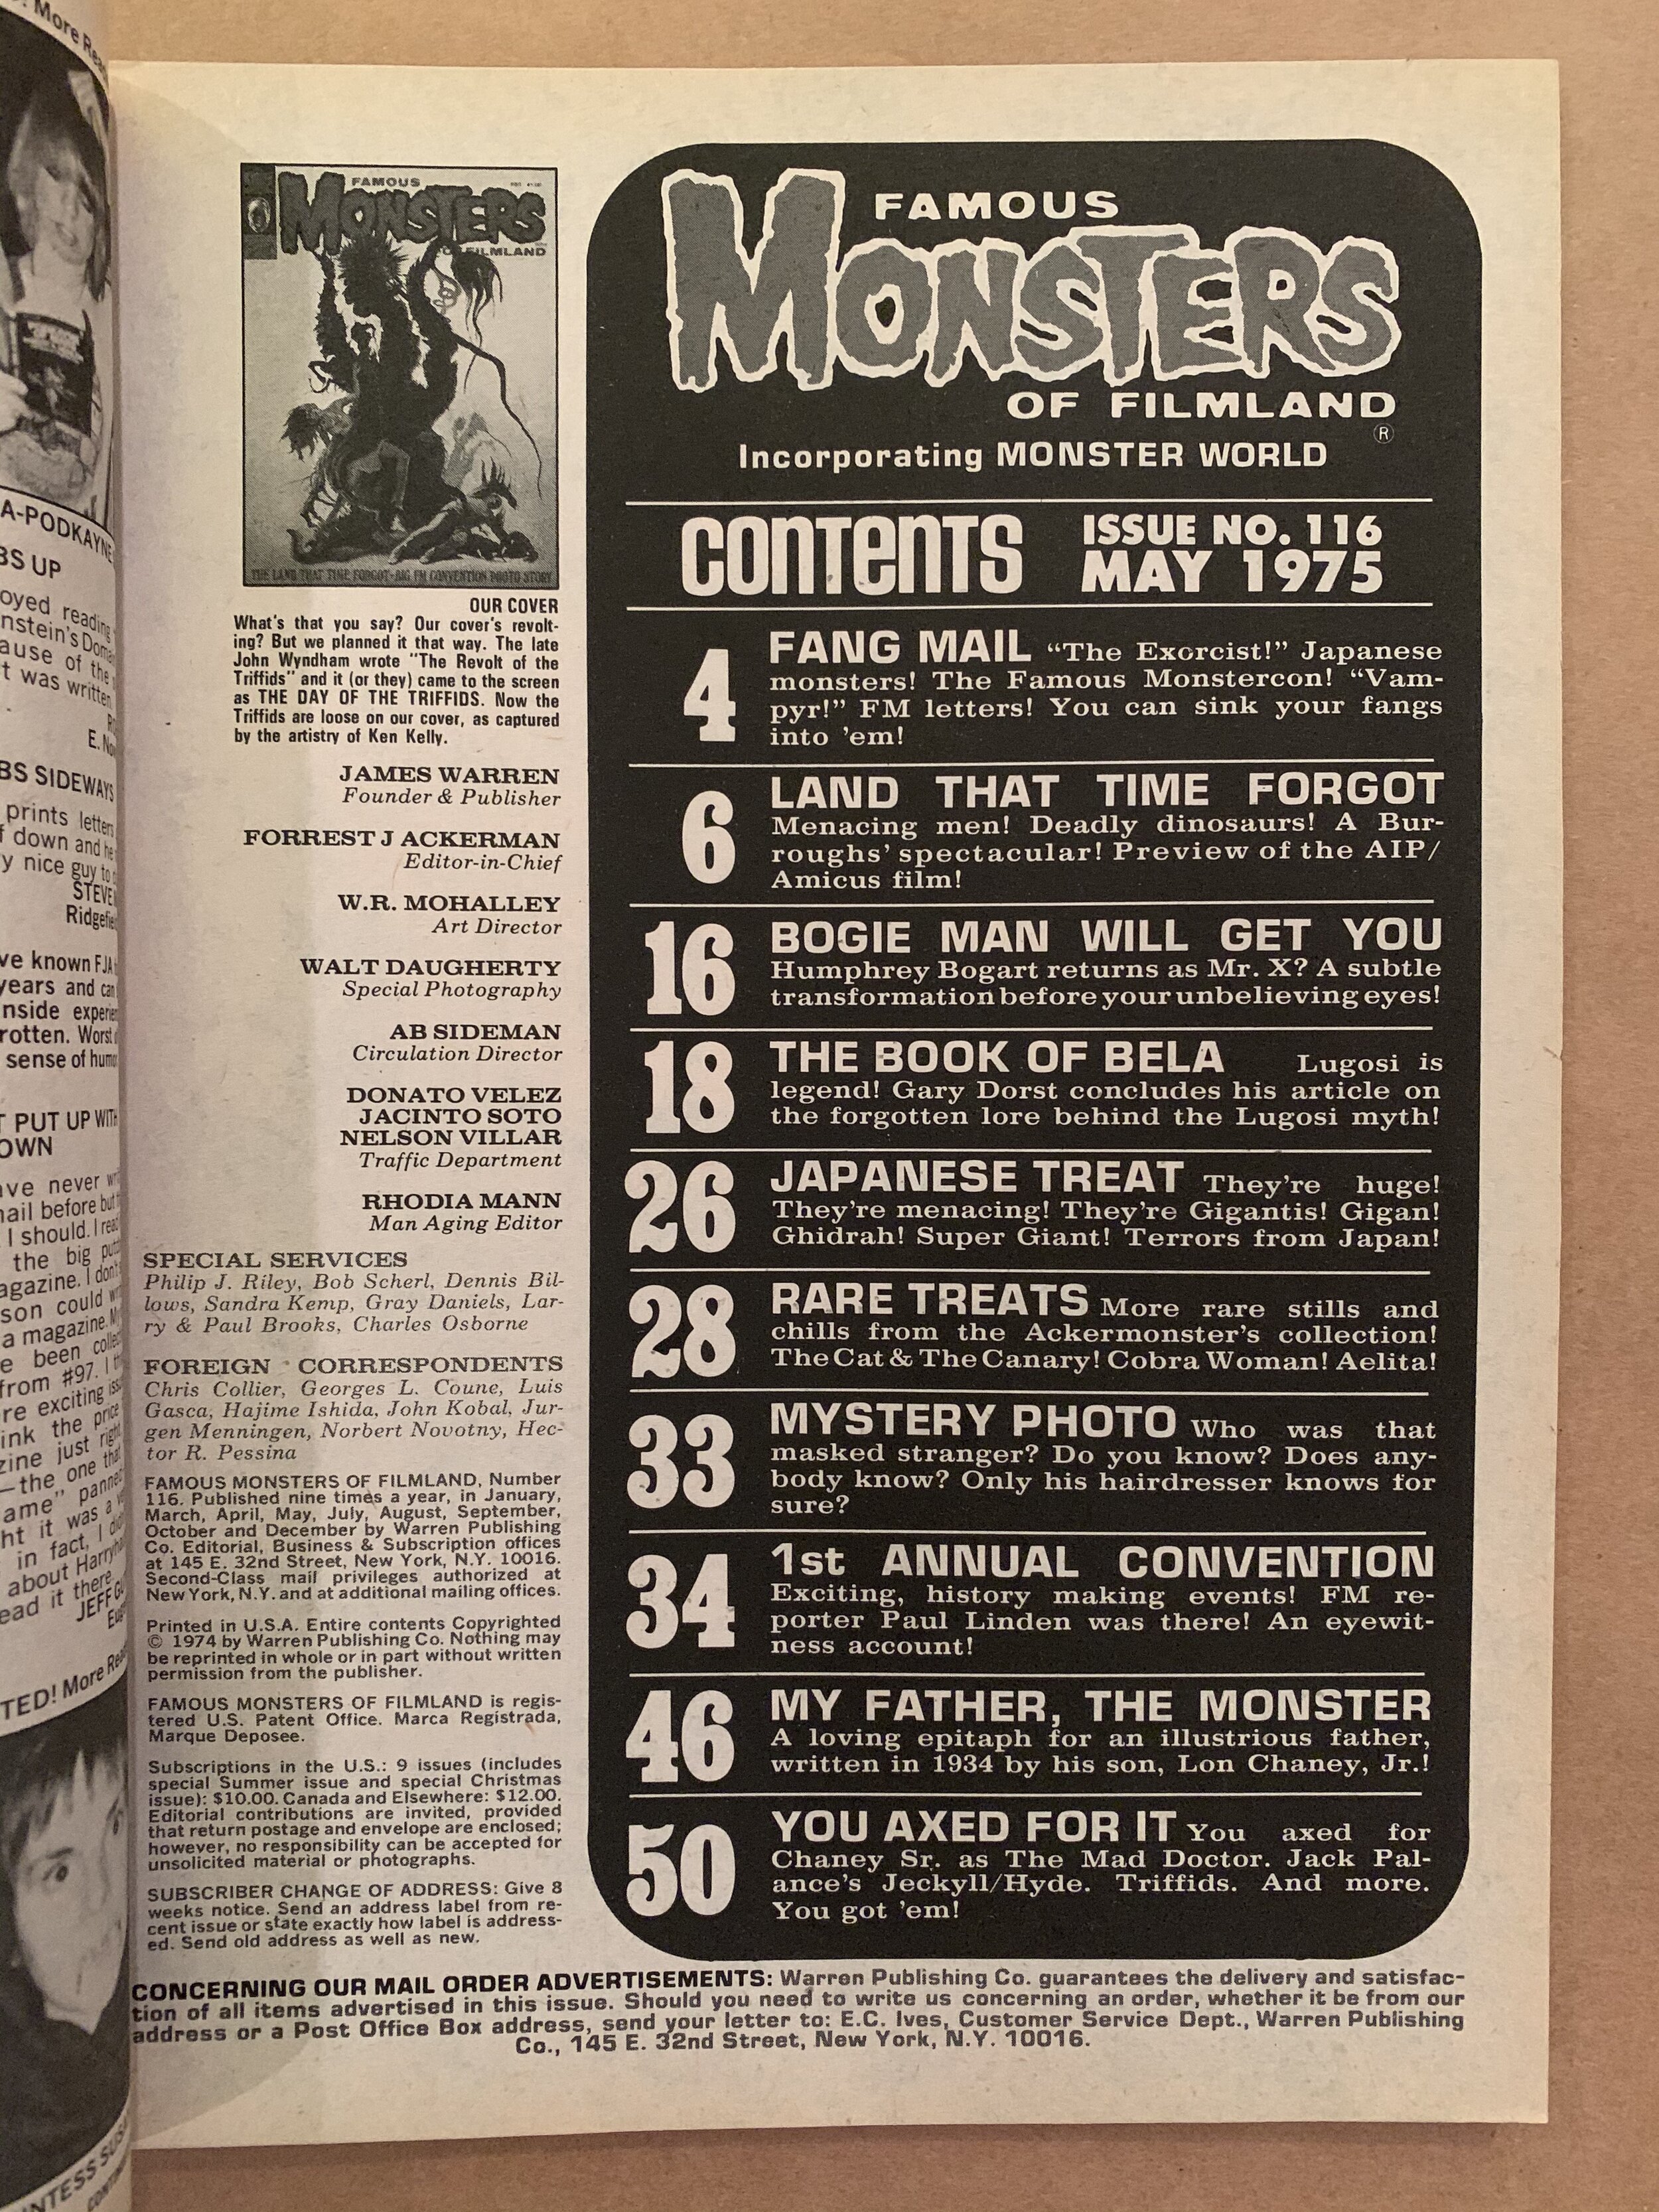 FAMOUS
MONSTERS
OF FILMLAND
THE LAND THAT TIME FORGOT-BIG FM CONVENTION PHOTO STORY
OUR COVER
What's that you say? Our cover's revolt-
ing? But we planned it that way. The late
John Wyndham wrote "The Revolt of the
Triffids" and it (or they) came to the screen
as THE DAY OF THE TRIFFIDS. Now the
Triffids are loose on our cover, as captured
by the artistry of Ken Kelly.
JAMES WARREN
Founder & Publisher
FORREST J ACKERMAN
Editor-in-Chief
W.R. MOHALLEY
Art Director
WALT DAUGHERTY
Special Photography
AB SIDEMAN
Circulation Director
DONATO VELEZ
JACINTO SOTO
NELSON VILLAR
Traffic Department
RHODIA MANN
Man Aging Editor
SPECIAL SERVICES
Philip J. Riley, Bob Scherl, Dennis Bil-
lows, Sandra Kemp, Gray Daniels, Lar-
ry & Paul Brooks, Charles Osborne
FOREIGN CORRESPONDENTS
Chris Collier, Georges L. Coune, Luis
Gasca, Hajime Ishida, John Kobal, Jur-
gen Menningen, Norbert Novotny, Hec-
tor R. Pessina
FAMOUS MONSTERS OF FILMLAND, Number
116. Published nine times a year, in January,
March, April, May, July, August, September,
October and December by Warren Publishing
Co. Editorial, Business & Subscription offices
at 145 E. 32nd Street, New York, N.Y. 10016.
Second-Class mail privileges authorized at
New York, N.Y. and at additional mailing offices.
Printed in U.S.A. Entire contents Copyrighted
© 1974 by Warren Publishing Co. Nothing may
be reprinted in whole or in part without written
permission from the publisher.
FAMOUS MONSTERS OF FILMLAND is regis-
tered U.S. Patent Office. Marca Registrada,
Marque Deposee.
Subscriptions in the U.S.: 9 issues (includes
special Summer issue and special Christmas
issue): $10.00. Canada and Elsewhere: $12.00.
Editorial contributions are invited, provided
that return postage and envelope are enclosed;
however, no responsibility can be accepted for
unsolicited material or photographs.
SUBSCRIBER CHANGE OF ADDRESS: Give 8
weeks notice. Send an address label from re-
cent issue or state exactly how label is address-
ed. Send old address as well as new.
FAMOUS
MONSTERS
OF FILMLAND
®
Incorporating MONSTER WORLD
CONTENTS
ISSUE NO. 116
MAY 1975
4
FANG MAIL “The Exorcist!” Japanese
monsters! The Famous Monstercon! “Vam-
pyr!” FM letters! You can sink your fangs
into ’em!
6
LAND THAT TIME FORGOT
Menacing men! Deadly dinosaurs! A Bur-
roughs’ spectacular! Preview of the AIP/
Amicus film!
16
BOGIE MAN WILL GET YOU
Humphrey Bogart returns as Mr. X? A subtle
transformation before your unbelieving eyes!
18
THE BOOK OF BELA Lugosi is
legend! Gary Dorst concludes his article on
the forgotten lore behind the Lugosi myth!
26
JAPANESE TREAT They’re huge!
They’re menacing! They’re Gigantis! Gigan!
Ghidrah! Super Giant! Terrors from Japan!
28
RARE TREATS More rare stills and
chills from the Ackermonster’s collection!
The Cat & The Canary! Cobra Woman! Aelita!
33
MYSTERY PHOTO Who was that
masked stranger? Do you know? Does any-
body know? Only his hairdresser knows for
sure?
34
1st ANNUAL CONVENTION
Exciting, history making events! FM re-
porter Paul Linden was there! An eyewit-
ness account!
46
MY FATHER, THE MONSTER
A loving epitaph for an illustrious father,
written in 1934 by his son, Lon Chaney, Jr.!
50
YOU AXED FOR IT You axed for
Chaney Sr. as The Mad Doctor. Jack Pal-
ance’s Jeckyll/Hyde. Triffids. And more.
You got ’em!
CONCERNING OUR MAIL ORDER ADVERTISEMENTS: Warren Publishing Co. guarantees the delivery and satisfac-
tion of all items advertised in this issue. Should you need to write us concerning an order, whether it be from our
address or a Post Office Box address, send your letter to: E.C. Ives, Customer Service Dept., Warren Publishing
Co., 145 E. 32nd Street, New York, N.Y. 10016.